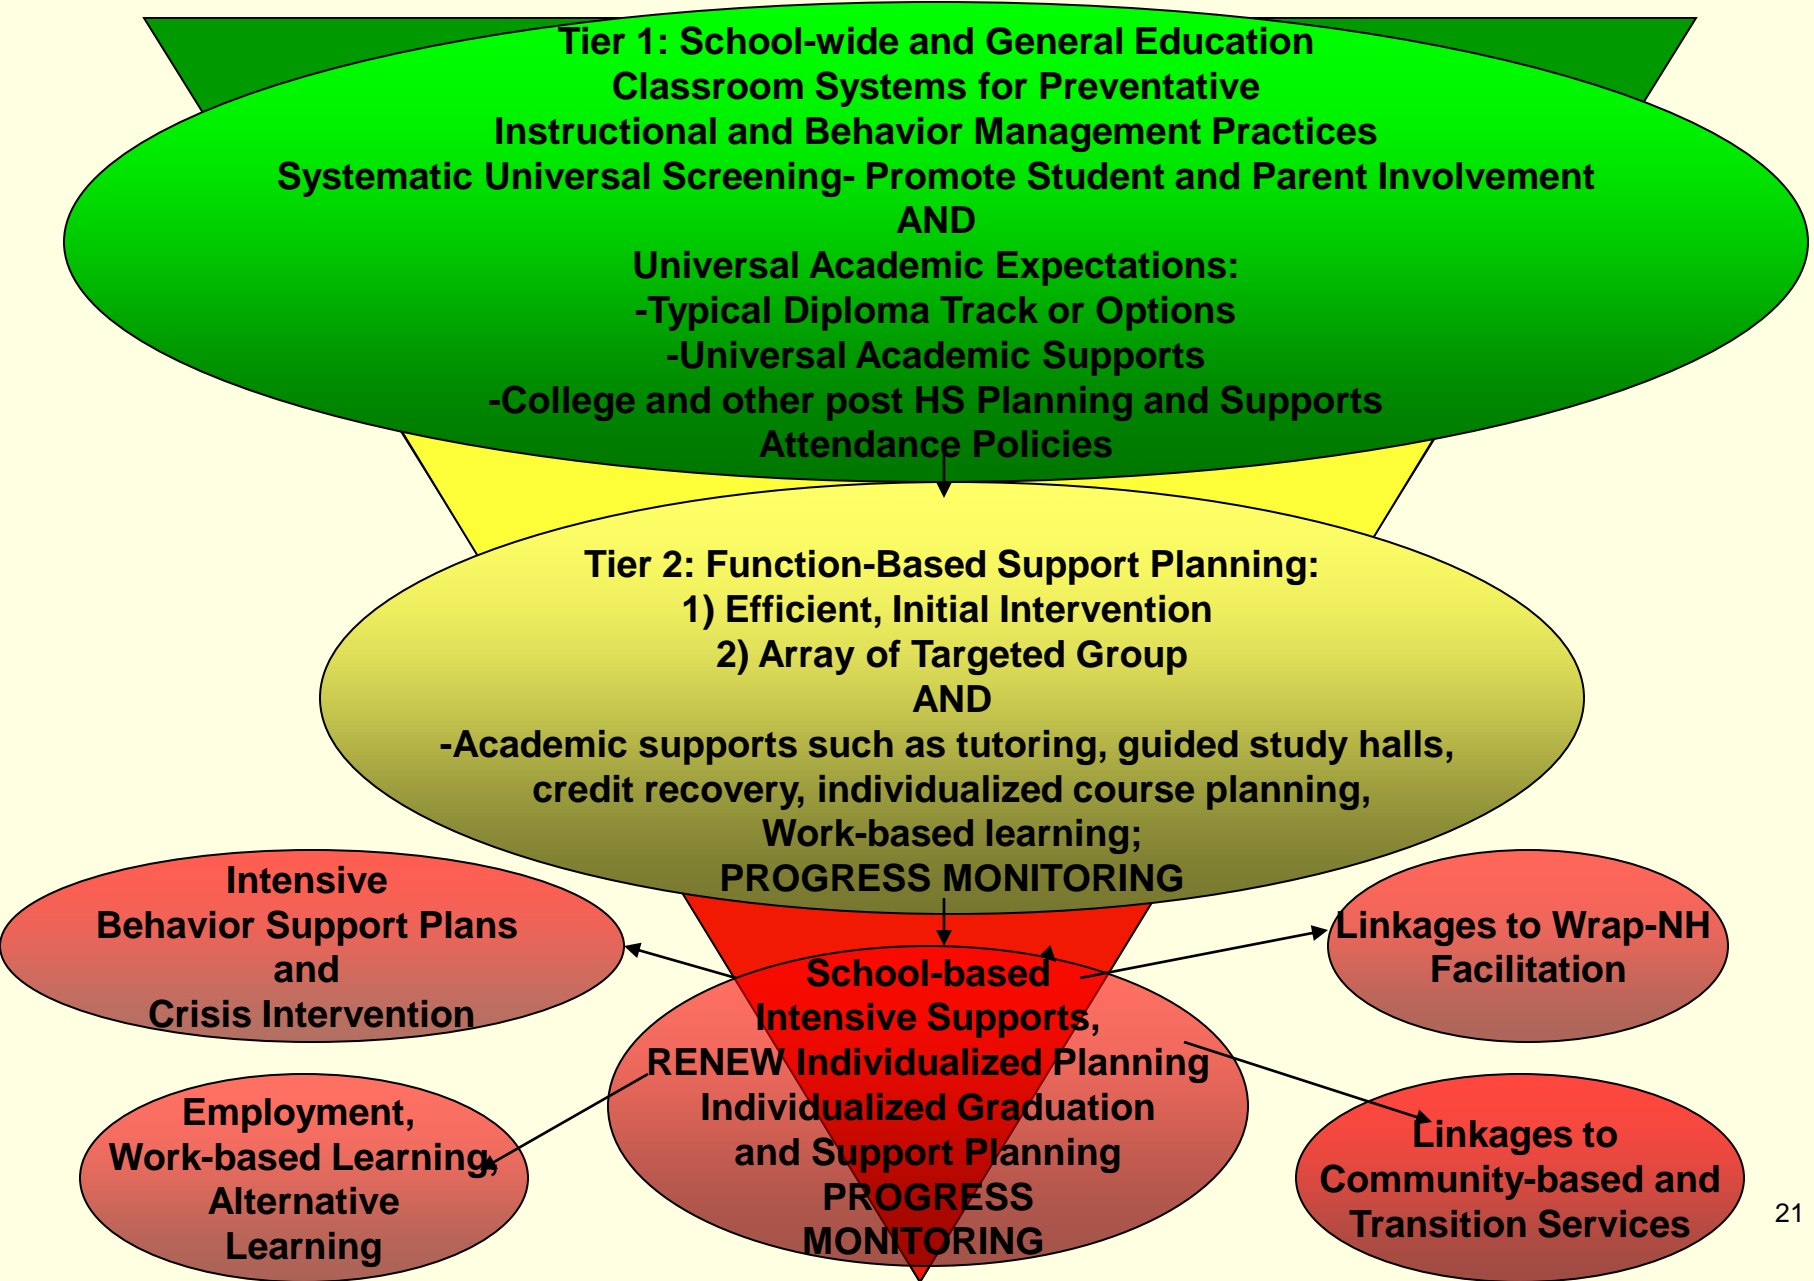 Tier 1: School-wide and General Education
Classroom Systems for Preventative
Instructional and Behavior Management Practices
Systematic Universal Screening- Promote Student and Parent Involvement
AND
Universal Academic Expectations:
-Typical Diploma Track or Options
-Universal Academic Supports
-College and other post HS Planning and Supports
Attendance Policies
Tier 2: Function-Based Support Planning:
1) Efficient, Initial Intervention
2) Array of Targeted Group
AND
-Academic supports such as tutoring, guided study halls,
credit recovery, individualized course planning,
Work-based learning;
PROGRESS MONITORING
Intensive
Behavior Support Plans
and
Crisis Intervention
Linkages to Wrap-NH
Facilitation
School-based
Intensive Supports,
RENEW Individualized Planning
Individualized Graduation
and Support Planning
PROGRESS
MONITORING
Employment,
Work-based Learning,
Alternative
Learning
Linkages to
Community-based and
Transition Services
21